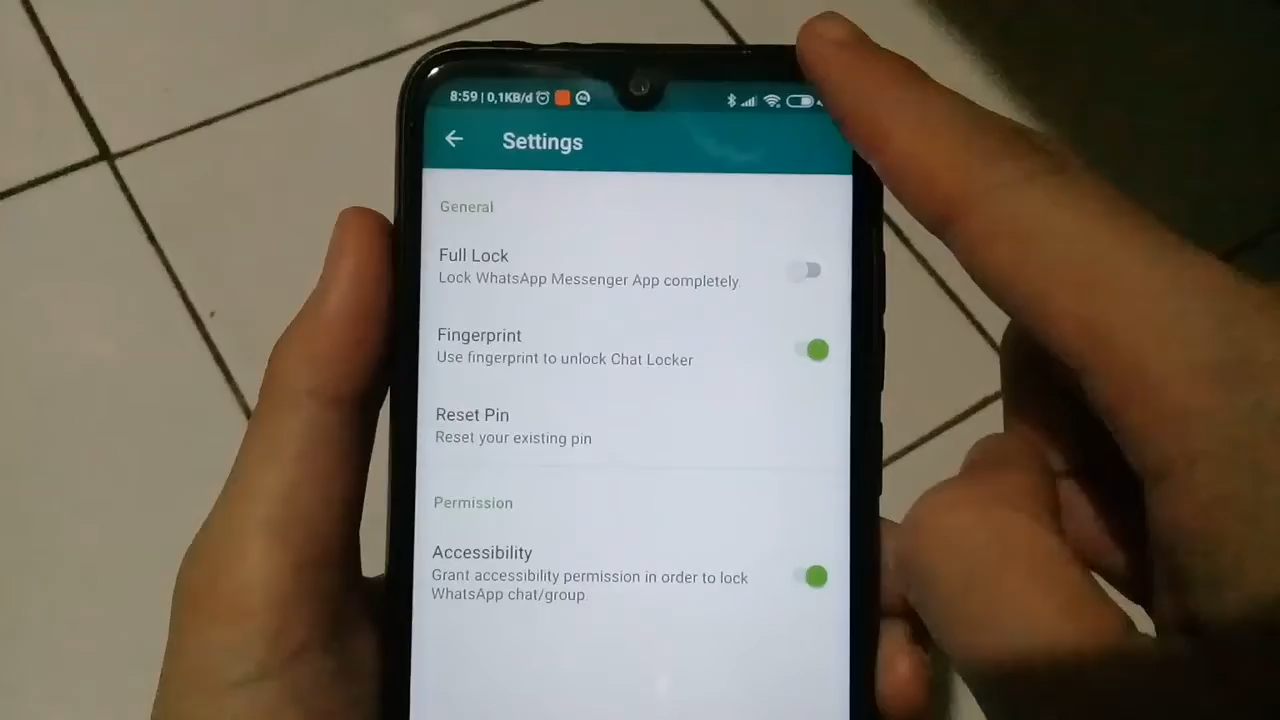 8:59 | 0,1KB/d
Settings
General
Full Lock
Lock WhatsApp Messenger App completely
Fingerprint
Use fingerprint to unlock Chat Locker
Reset Pin
Reset your existing pin
Permission
Accessibility
Grant accessibility permission in order to lock
WhatsApp chat/group